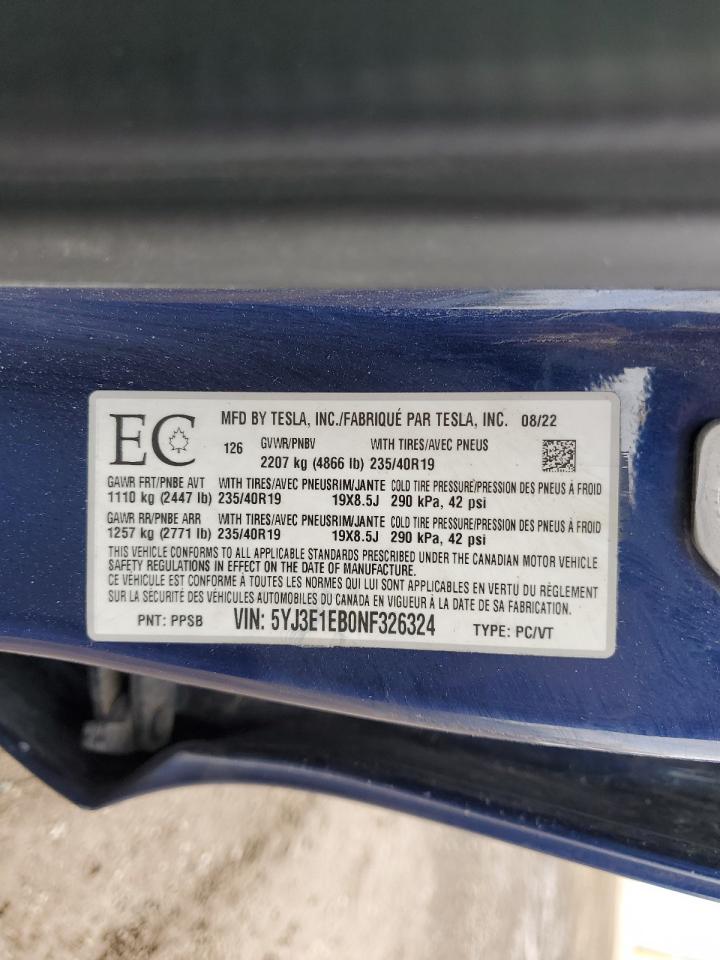 EC
MFD BY TESLA, INC./FABRIQUÉ PAR TESLA, INC. 08/22
126 GVWR/PNBV WITH TIRES/AVEC PNEUS
2207 kg (4866 lb) 235/40R19
GAWR FRT/PNBE AVT WITH TIRES/AVEC PNEUS RIM/JANTE COLD TIRE PRESSURE/PRESSION DES PNEUS À FROID
1110 kg (2447 lb) 235/40R19 19X8.5J 290 kPa, 42 psi
GAWR RR/PNBE ARR WITH TIRES/AVEC PNEUS RIM/JANTE COLD TIRE PRESSURE/PRESSION DES PNEUS À FROID
1257 kg (2771 lb) 235/40R19 19X8.5J 290 kPa, 42 psi
THIS VEHICLE CONFORMS TO ALL APPLICABLE STANDARDS PRESCRIBED UNDER THE CANADIAN MOTOR VEHICLE
SAFETY REGULATIONS IN EFFECT ON THE DATE OF MANUFACTURE.
CE VÉHICULE EST CONFORME À TOUTES LES NORMES QUI LUI SONT APPLICABLES EN VERTU DU RÈGLEMENT
SUR LA SÉCURITÉ DES VÉHICULES AUTOMOBILES DU CANADA EN VIGUEUR À LA DATE DE SA FABRICATION.
PNT: PPSB VIN: 5YJ3E1EB0NF326324 TYPE: PC/VT